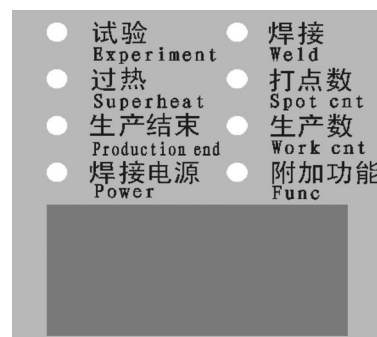 试验
Experiment
焊接
Weld
过热
Superheat
打点数
Spot cnt
生产结束
Production end
生产数
Work cnt
焊接电源
Power
附加功能
Func